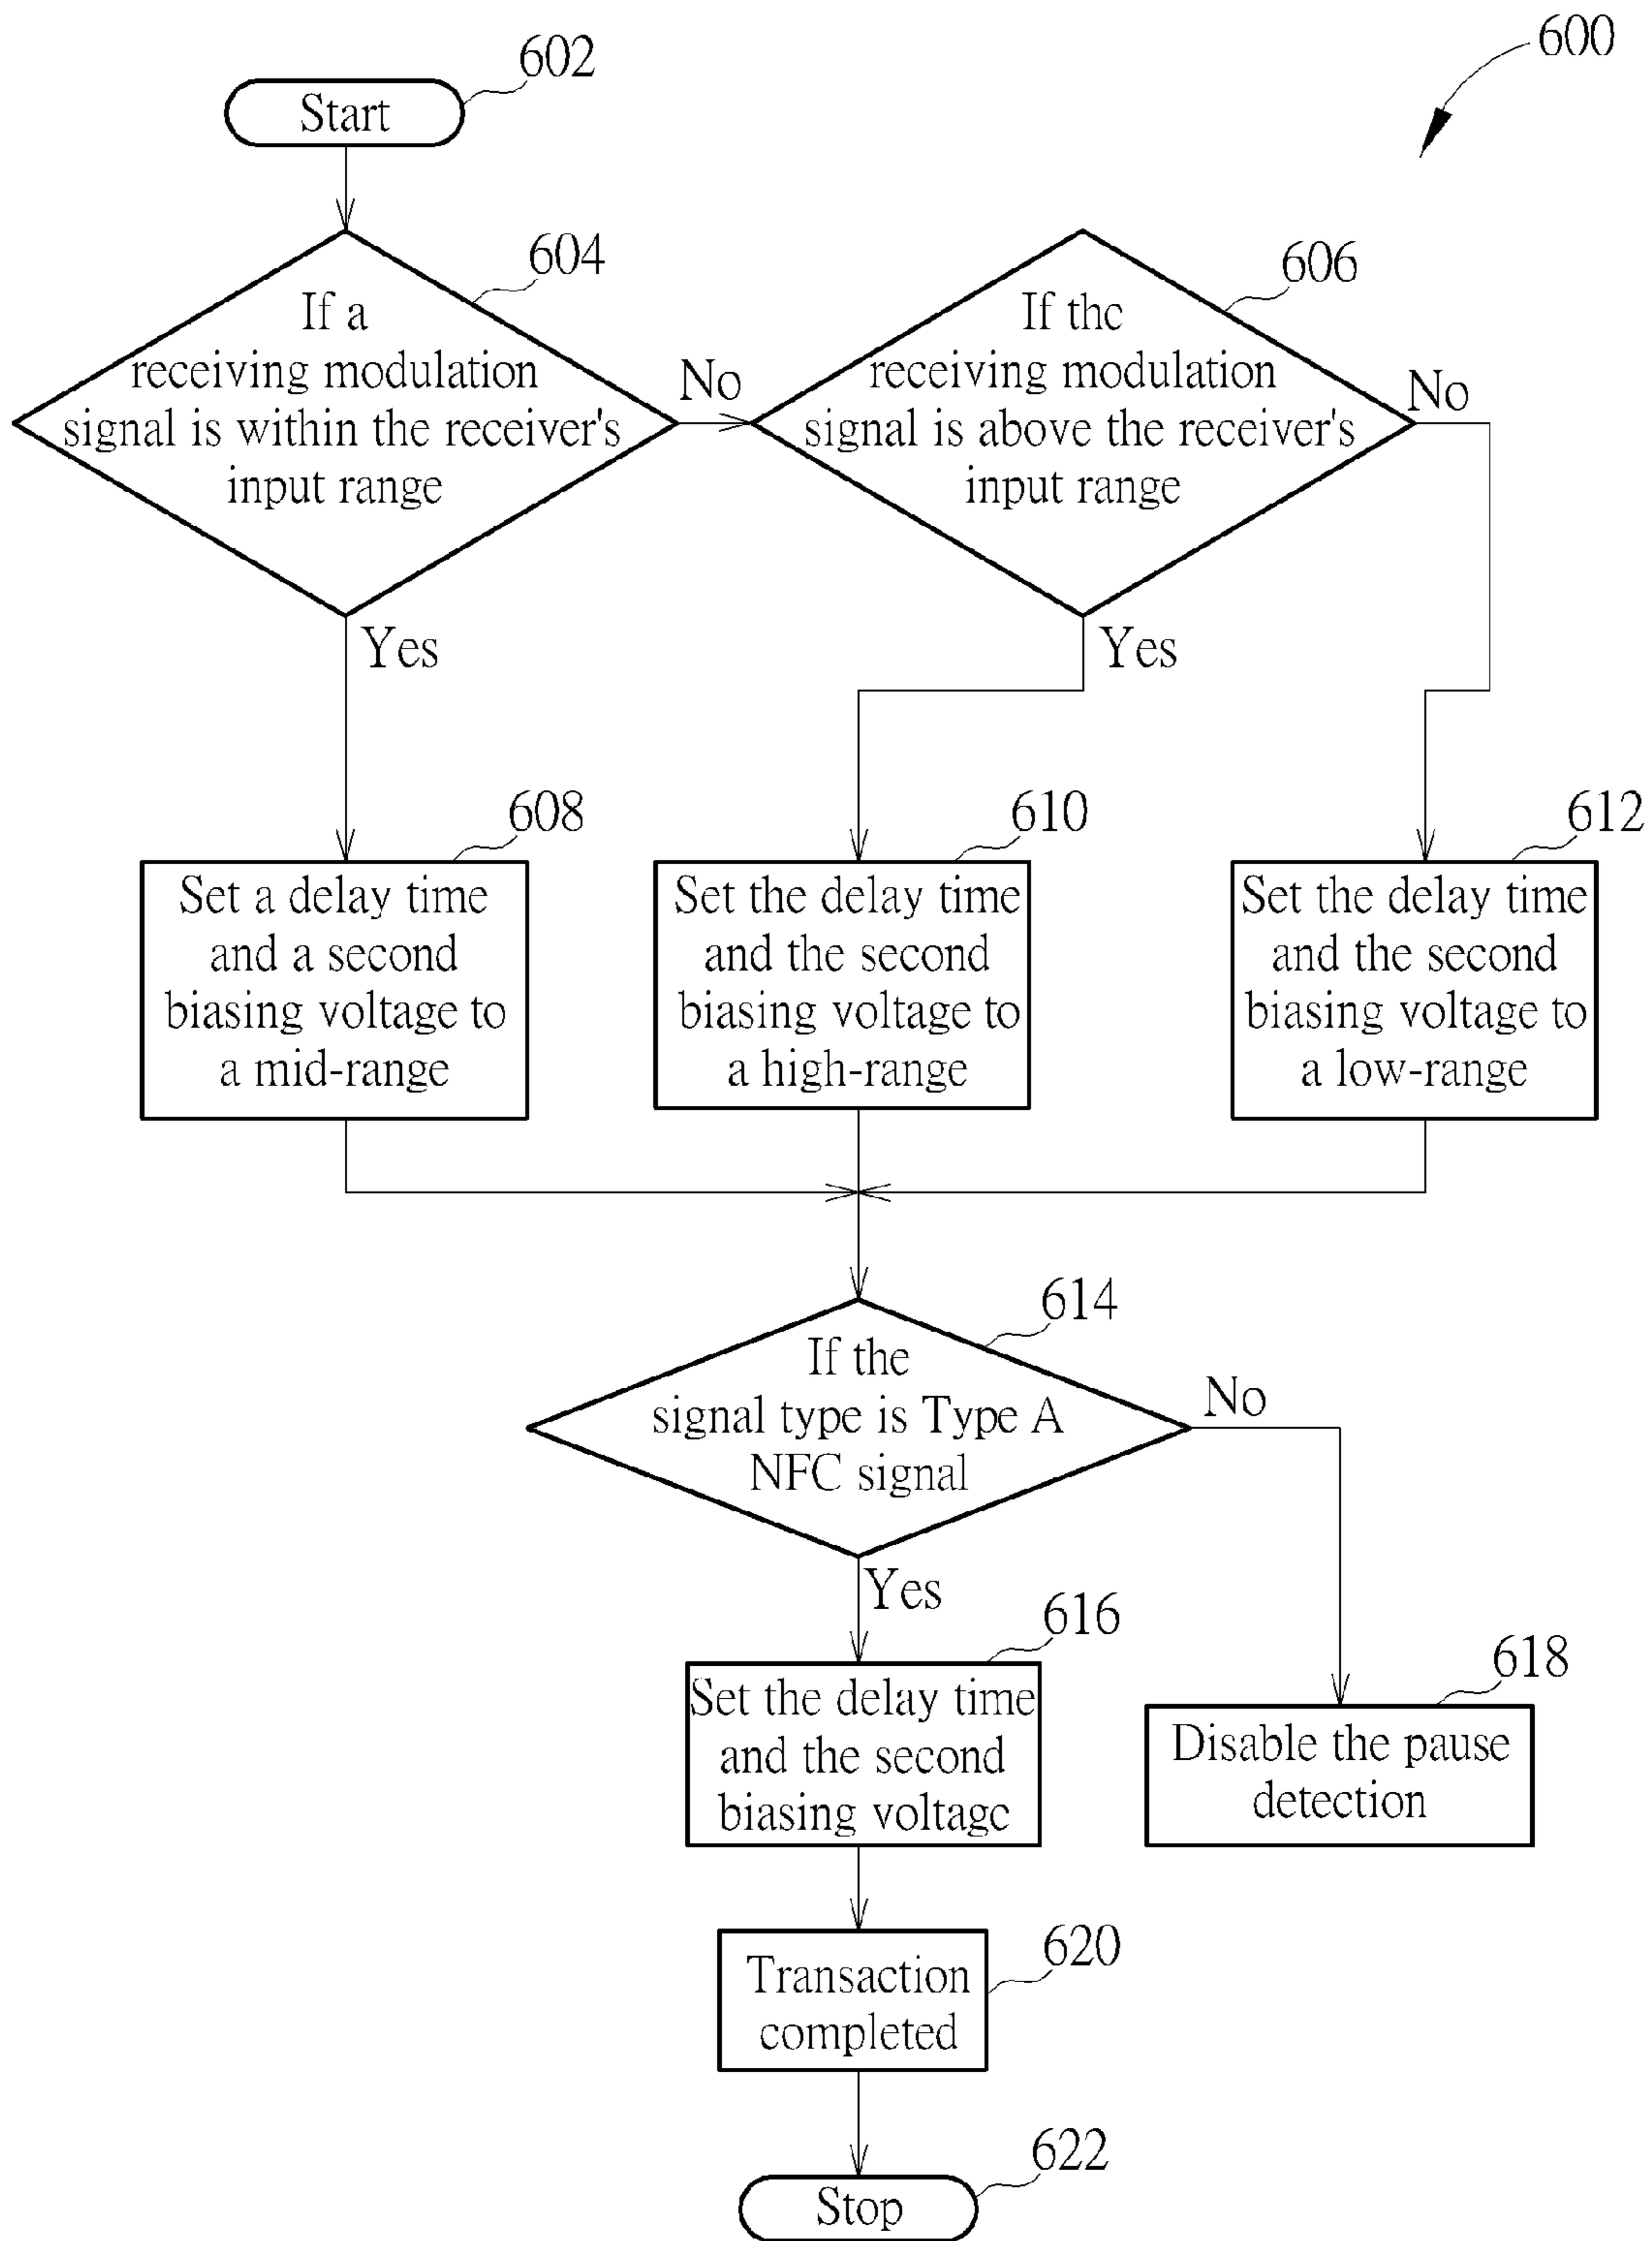 600
602
Start
604
If a
receiving modulation
signal is within the receiver's
input range
No
606
If the
receiving modulation
signal is above the receiver's
input range
No
Yes
Yes
608
Set a delay time
and a second
biasing voltage to
a mid-range
610
Set the delay time
and the second
biasing voltage to
a high-range
612
Set the delay time
and the second
biasing voltage to
a low-range
614
If the
signal type is Type A
NFC signal
No
Yes
616
Set the delay time
and the second
biasing voltage
618
Disable the pause
detection
620
Transaction
completed
622
Stop